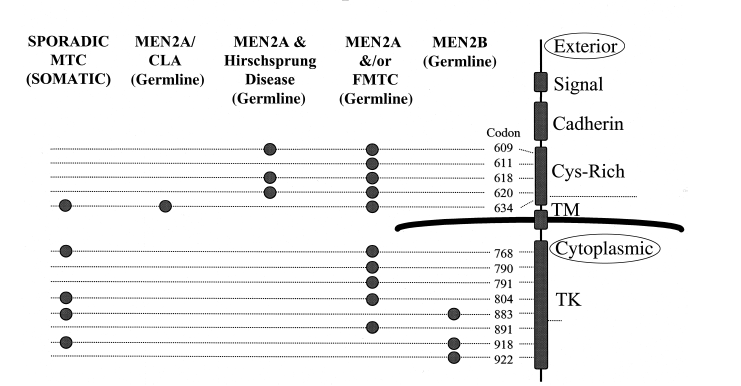 SPORADIC
MTC
(SOMATIC)
MEN2A/
CLA
(Germline)
MEN2A &
Hirschsprung
Disease
(Germline)
MEN2A
&/or
FMTC
(Germline)
MEN2B
(Germline)
Exterior
Signal
Cadherin
Codon
609
611
618
620
634
Cys-Rich
TM
Cytoplasmic
768
790
791
804
883
891
918
922
TK